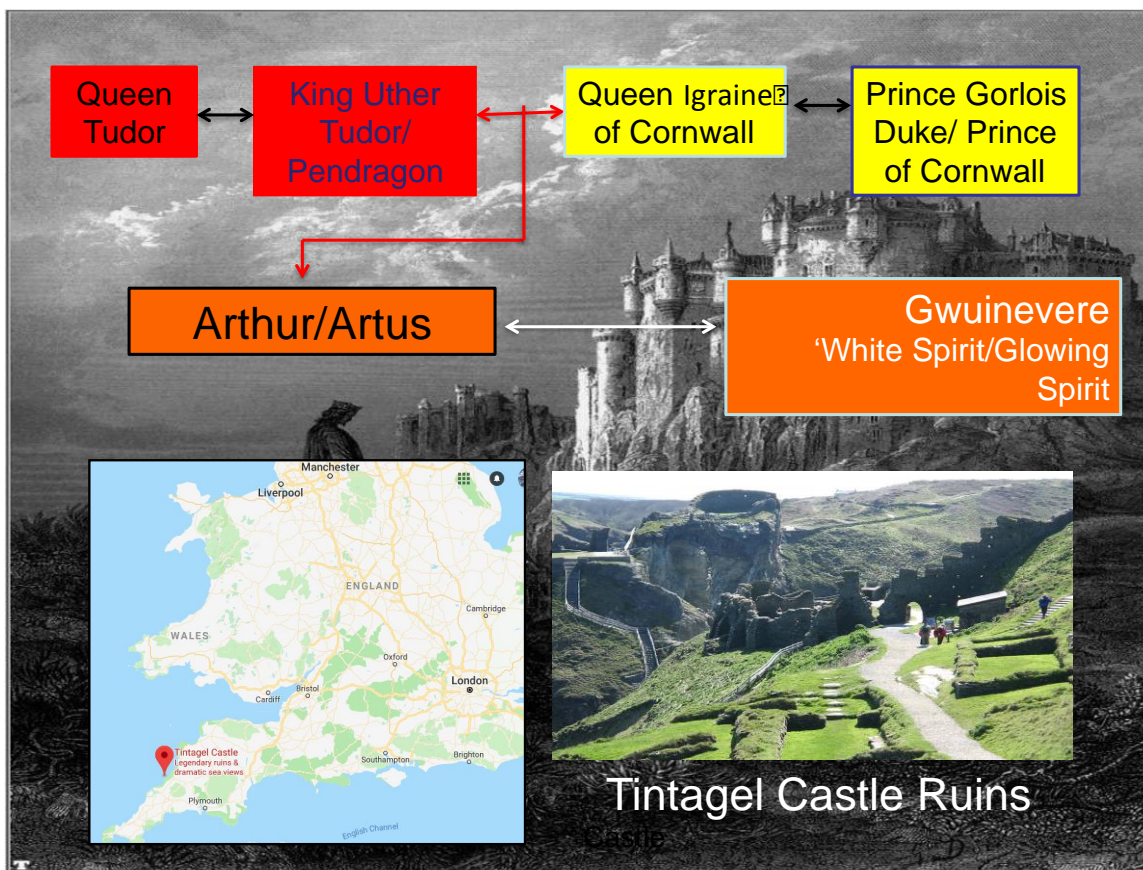 Queen
Tudor
King Uther
Tudor/
Pendragon
Queen Igraine
of Cornwall
Prince Gorlois
Duke/ Prince
of Cornwall
Arthur/Artus
Gwuinevere
‘White Spirit/Glowing
Spirit
Manchester
Liverpool
ENGLAND
Cambridge
WALES
Oxford
London
Cardiff
Bristol
Tintagel Castle
Legendary ruins &
dramatic sea views
Southampton
Brighton
Plymouth
English Channel
Tintagel Castle Ruins
Castle